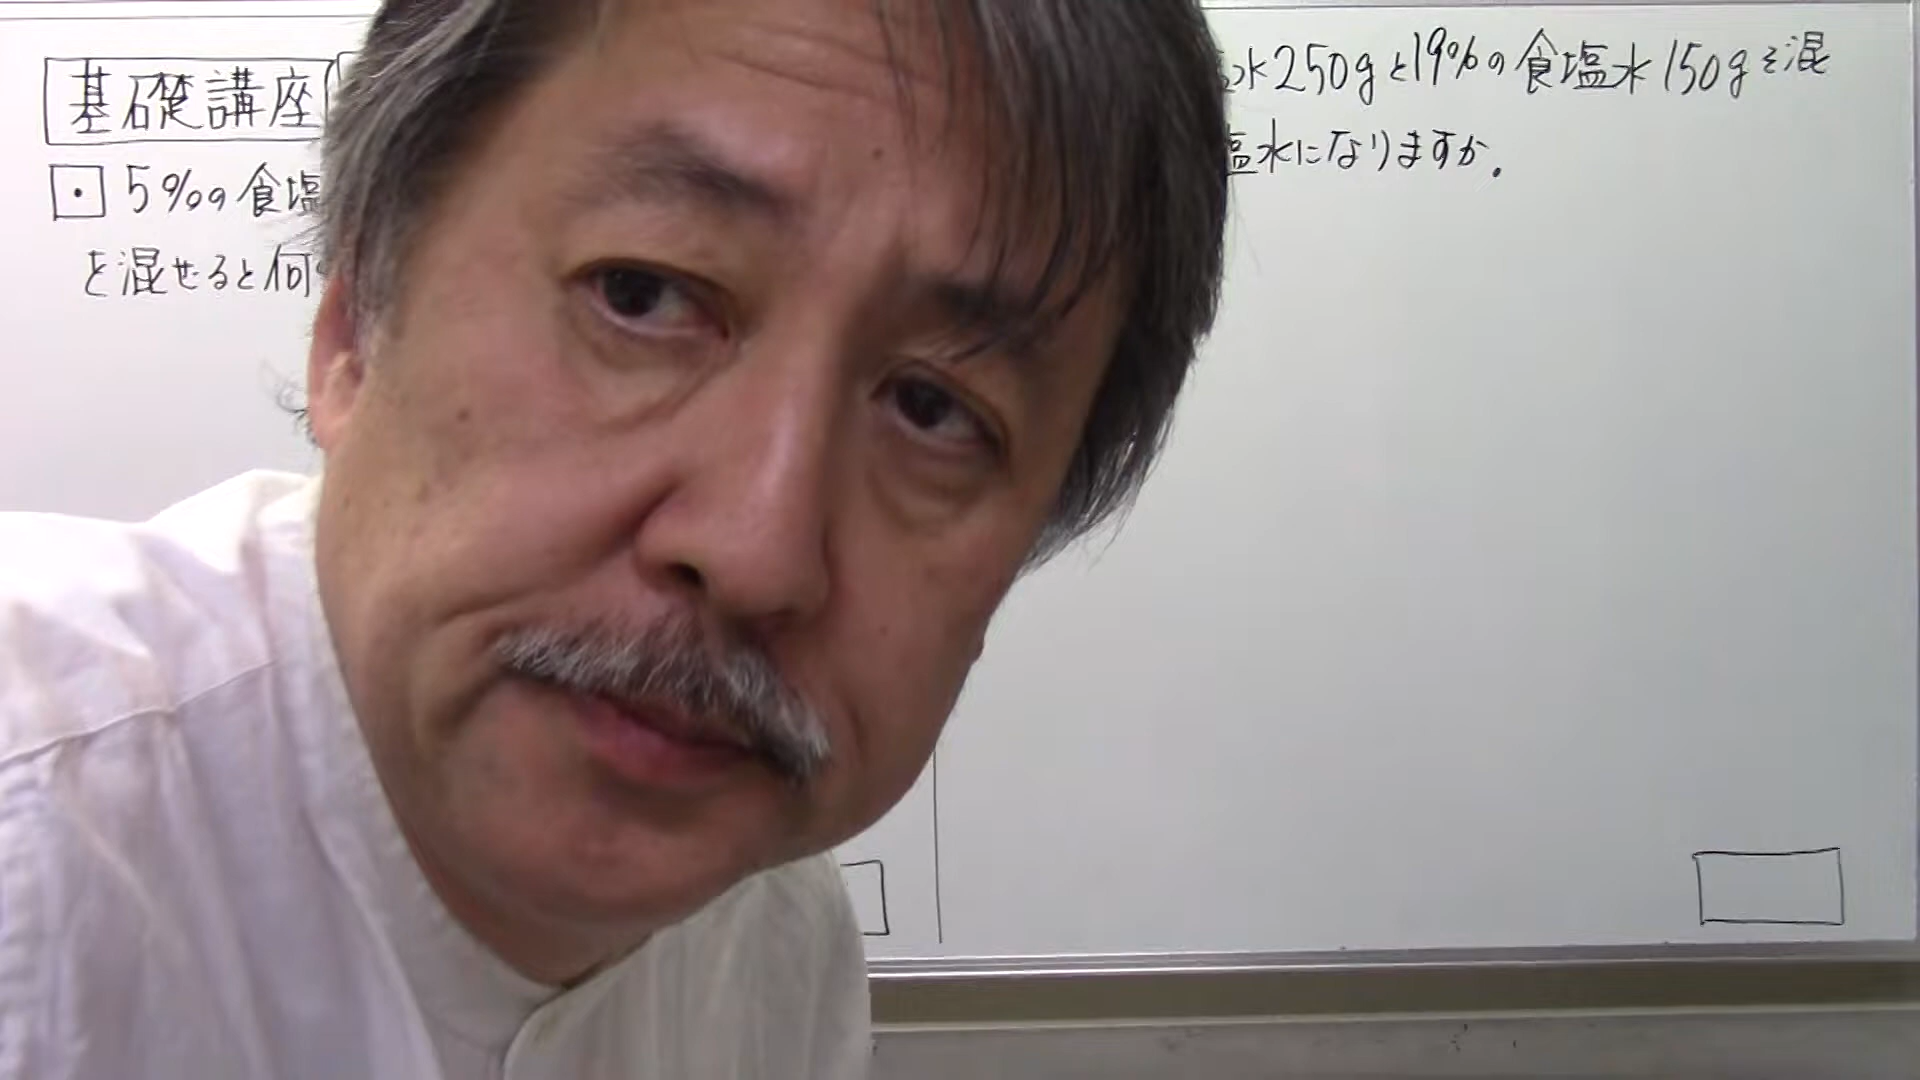 基礎講座
5%の食塩
を混せると何
水250gと19%の食塩水150gを混
塩水になりますか.